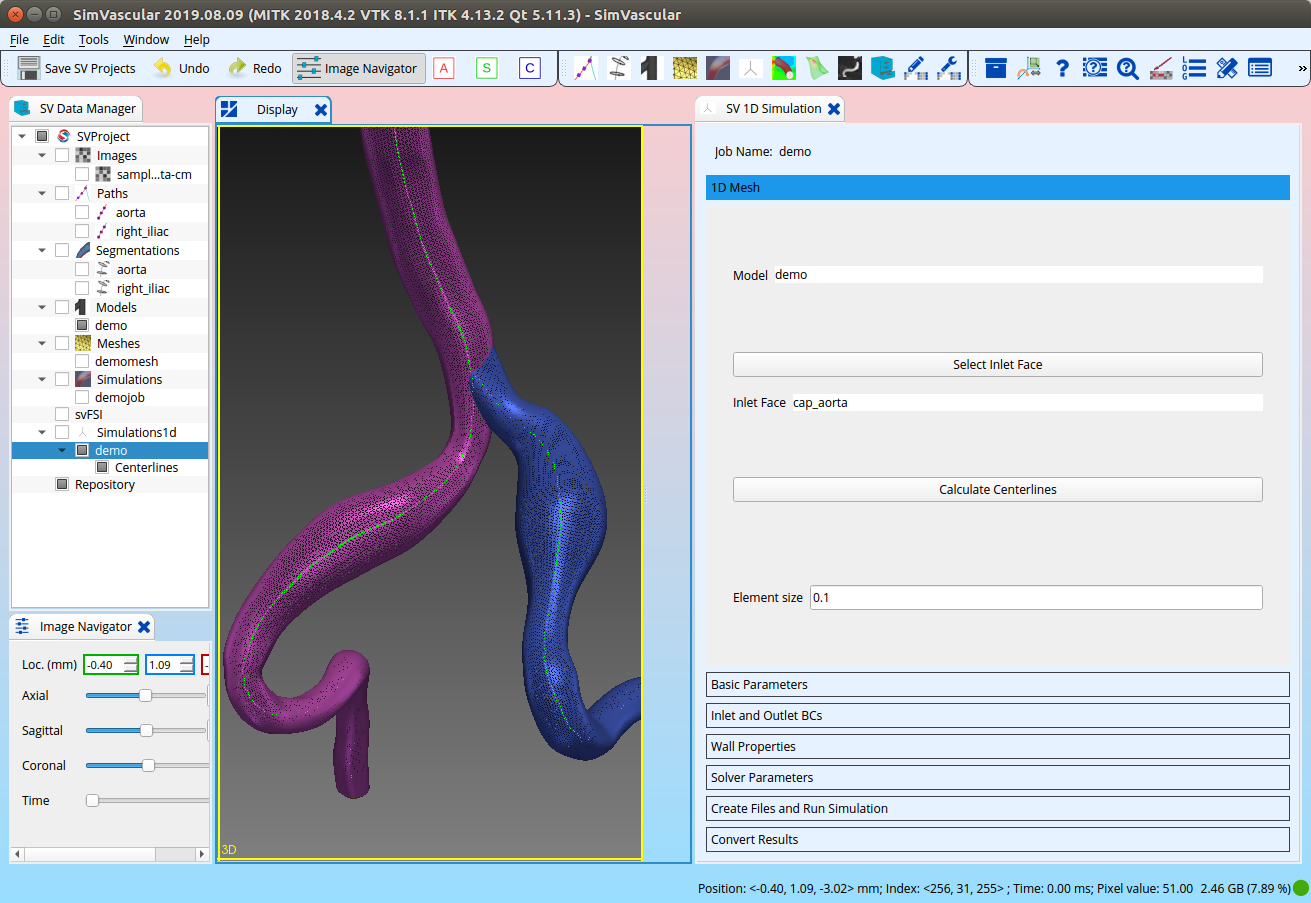 SimVascular 2019.08.09 (MITK 2018.4.2 VTK 8.1.1 ITK 4.13.2 Qt 5.11.3) - SimVascular
File Edit Tools Window Help
Save SV Projects Undo Redo Image Navigator A S C »
SV Data Manager
SVProject
Images
sampl...ta-cm
Paths
aorta
right_iliac
Segmentations
aorta
right_iliac
Models
demo
Meshes
demomesh
Simulations
demojob
svFSI
Simulations1d
demo
Centerlines
Repository
Image Navigator
Loc. (mm) -0.40 1.09 -
Axial
Sagittal
Coronal
Time
Display
3D
SV 1D Simulation
Job Name: demo
1D Mesh
Model demo
Select Inlet Face
Inlet Face cap_aorta
Calculate Centerlines
Element size 0.1
Basic Parameters
Inlet and Outlet BCs
Wall Properties
Solver Parameters
Create Files and Run Simulation
Convert Results
Position: <-0.40, 1.09, -3.02> mm; Index: <256, 31, 255> ; Time: 0.00 ms; Pixel value: 51.00 2.46 GB (7.89 %)